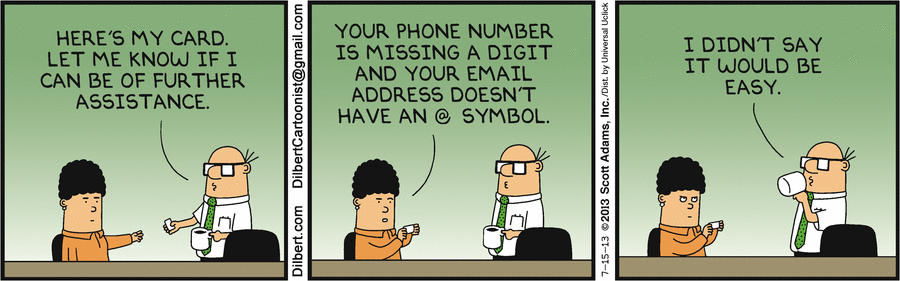 HERE'S MY CARD.
LET ME KNOW IF I
CAN BE OF FURTHER
ASSISTANCE.
Dilbert.com DilbertCartoonist@gmail.com
YOUR PHONE NUMBER
IS MISSING A DIGIT
AND YOUR EMAIL
ADDRESS DOESN'T
HAVE AN @ SYMBOL.
7-15-13 © 2013 Scott Adams, Inc. /Dist. by Universal Uclick
I DIDN'T SAY
IT WOULD BE
EASY.